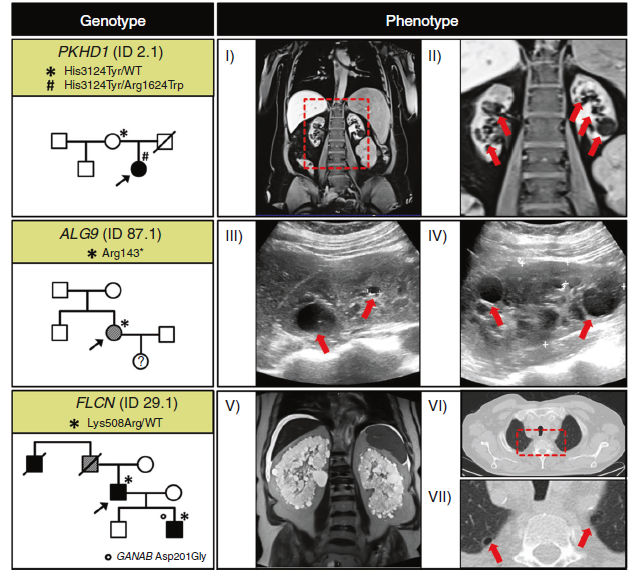 Genotype
Phenotype
PKHD1 (ID 2.1)
* His3124Tyr/WT
# His3124Tyr/Arg1624Trp
*
#
I)
II)
ALG9 (ID 87.1)
* Arg143*
*
?
III)
IV)
FLCN (ID 29.1)
* Lys508Arg/WT
*
*
GANAB Asp201Gly
V)
VI)
VII)